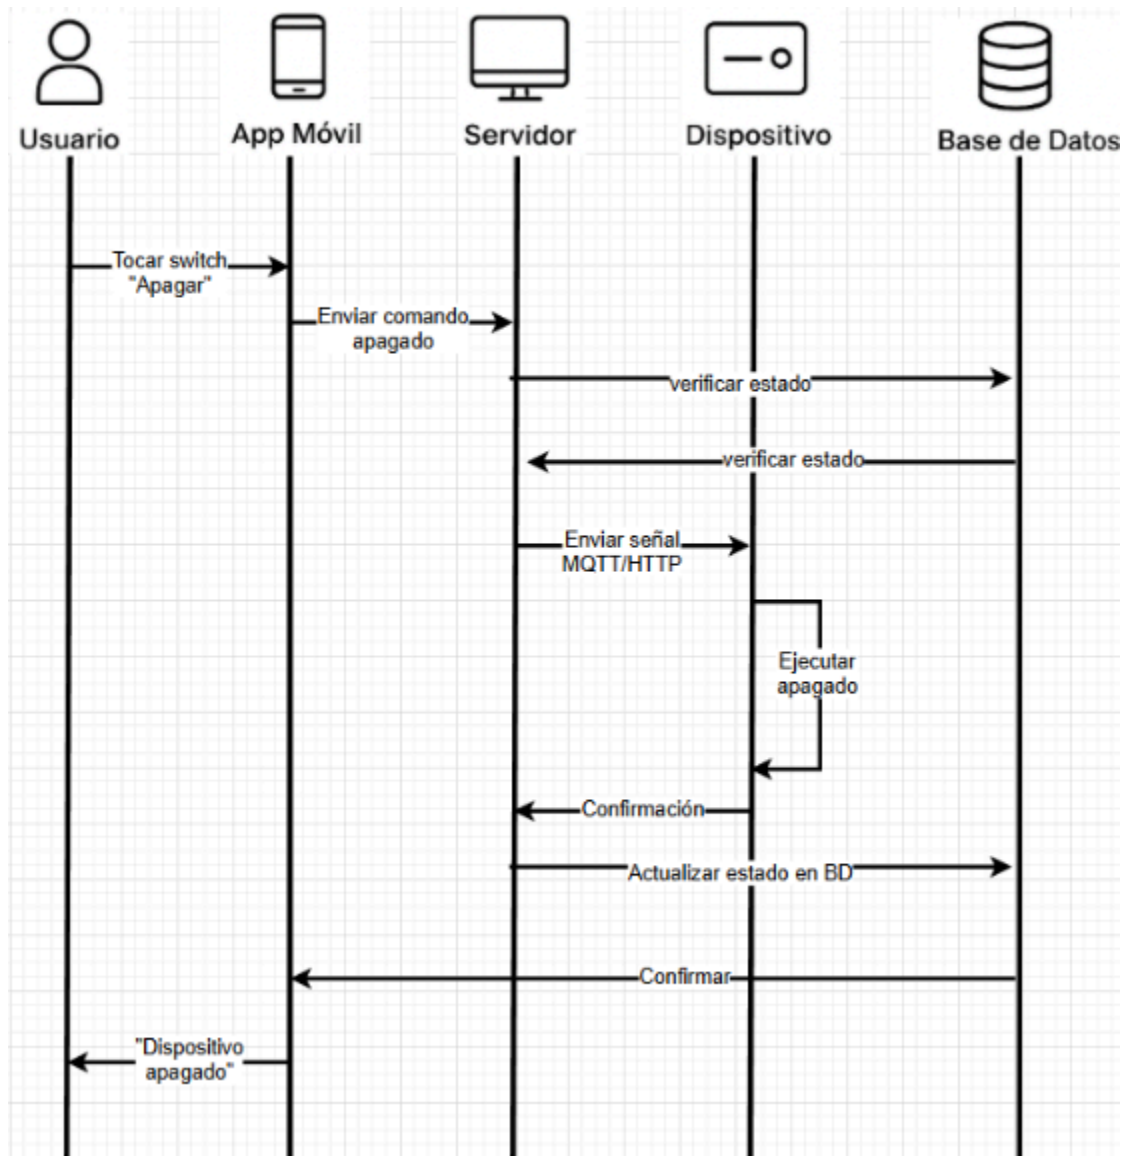 Usuario
App Móvil
Servidor
Dispositivo
Base de Datos
Tocar switch
"Apagar"
Enviar comando
apagado
verificar estado
verificar estado
Enviar señal
MQTT/HTTP
Ejecutar
apagado
Confirmación
Actualizar estado en BD
Confirmar
"Dispositivo
apagado"